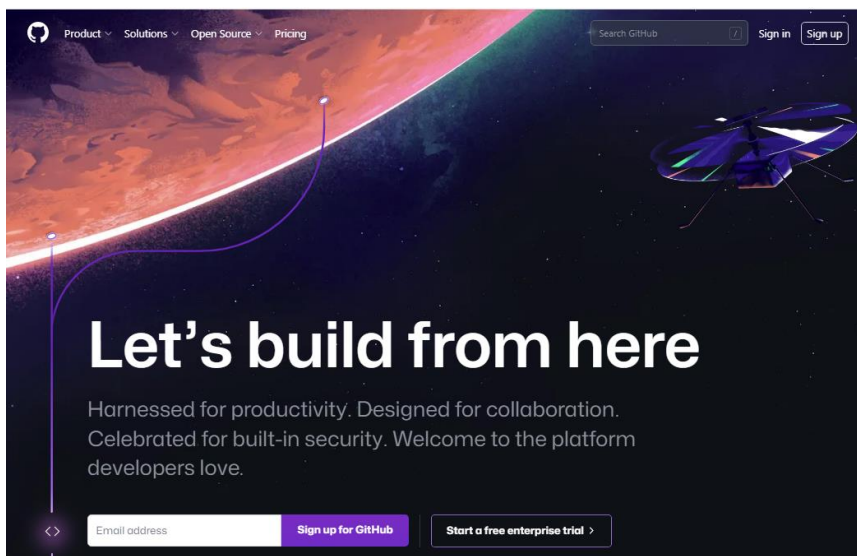 Product Solutions Open Source Pricing Search GitHub / Sign in Sign up
Let's build from here
Harnessed for productivity. Designed for collaboration.
Celebrated for built-in security. Welcome to the platform
developers love.
<> Email address Sign up for GitHub Start a free enterprise trial >